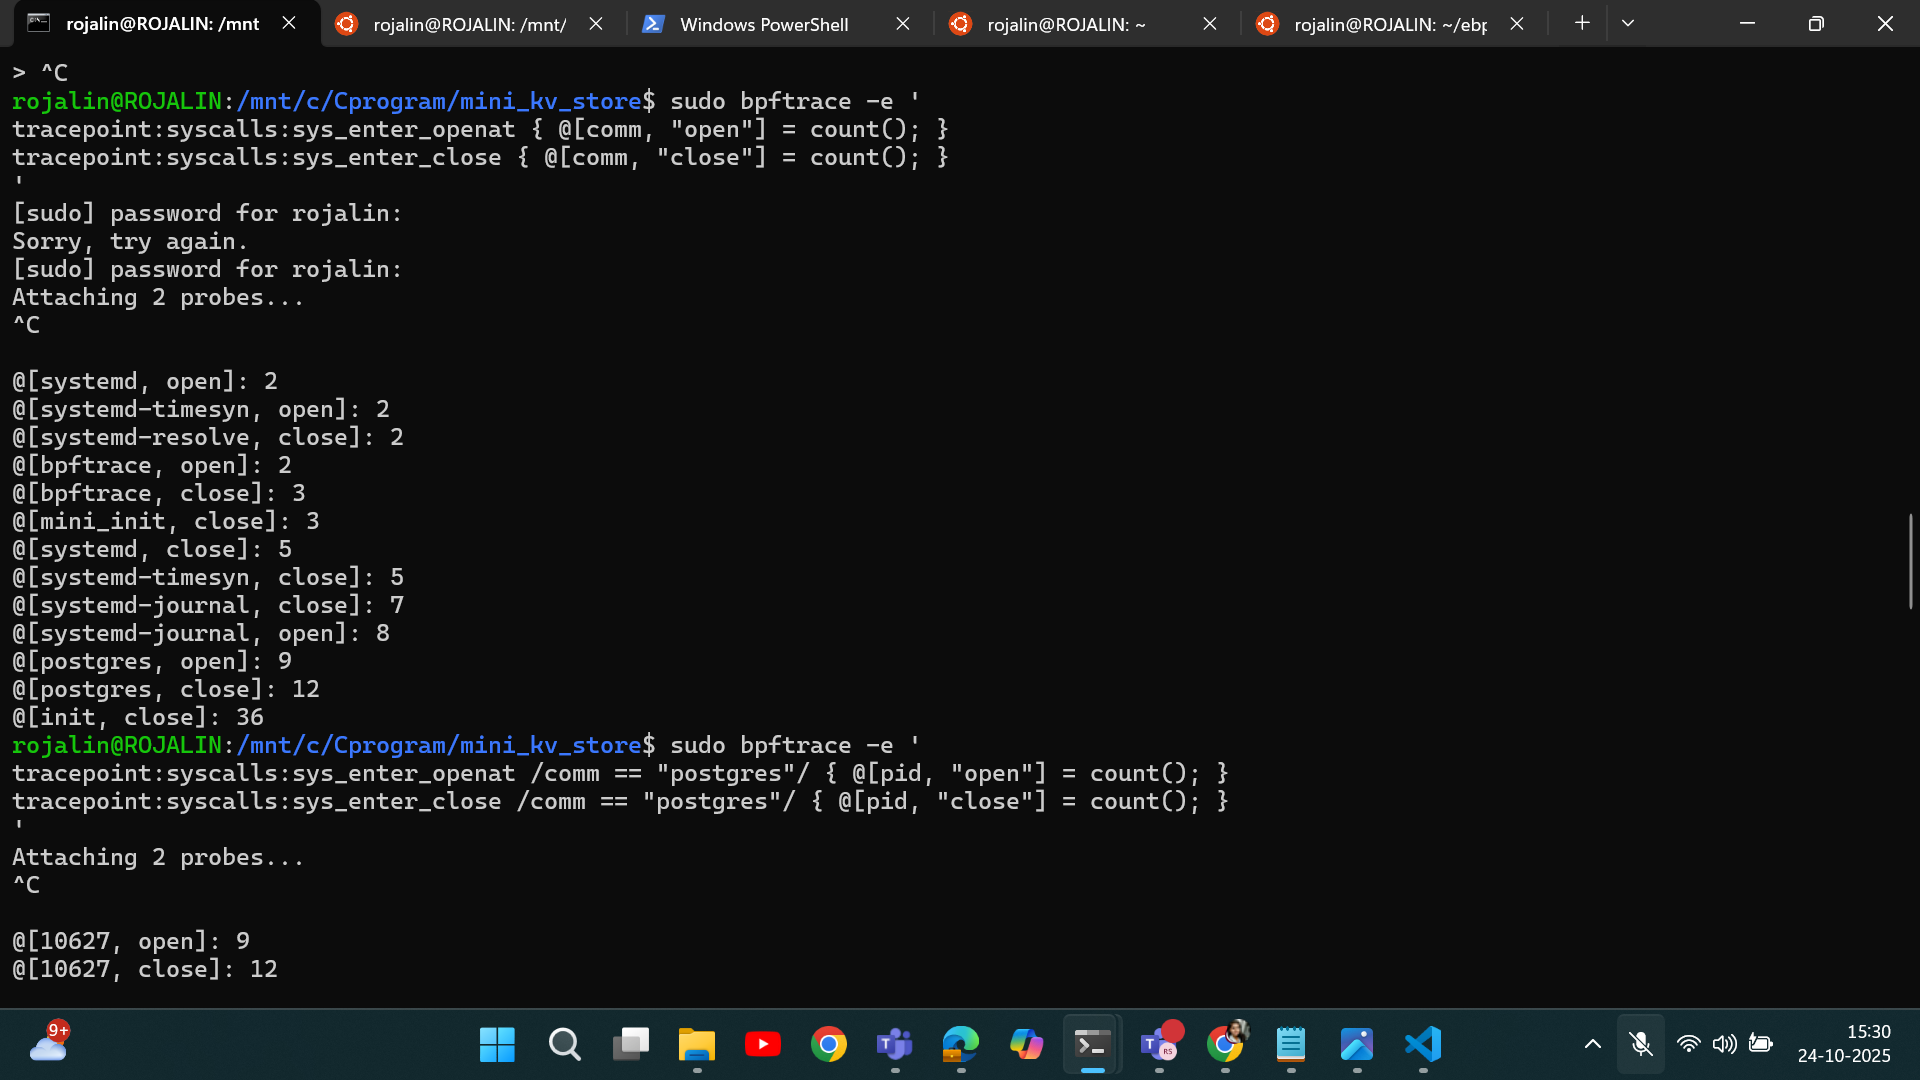 rojalin@ROJALIN: /mnt
rojalin@ROJALIN: /mnt/
Windows PowerShell
rojalin@ROJALIN: ~
rojalin@ROJALIN: ~/ebp
> ^C
rojalin@ROJALIN:/mnt/c/Cprogram/mini_kv_store$ sudo bpftrace -e '
tracepoint:syscalls:sys_enter_openat { @[comm, "open"] = count(); }
tracepoint:syscalls:sys_enter_close { @[comm, "close"] = count(); }
'
[sudo] password for rojalin:
Sorry, try again.
[sudo] password for rojalin:
Attaching 2 probes...
^C
@[systemd, open]: 2
@[systemd-timesyn, open]: 2
@[systemd-resolve, close]: 2
@[bpftrace, open]: 2
@[bpftrace, close]: 3
@[mini_init, close]: 3
@[systemd, close]: 5
@[systemd-timesyn, close]: 5
@[systemd-journal, close]: 7
@[systemd-journal, open]: 8
@[postgres, open]: 9
@[postgres, close]: 12
@[init, close]: 36
rojalin@ROJALIN:/mnt/c/Cprogram/mini_kv_store$ sudo bpftrace -e '
tracepoint:syscalls:sys_enter_openat /comm == "postgres"/ { @[pid, "open"] = count(); }
tracepoint:syscalls:sys_enter_close /comm == "postgres"/ { @[pid, "close"] = count(); }
'
Attaching 2 probes...
^C
@[10627, open]: 9
@[10627, close]: 12
9+
T
T
RS
15:30
24-10-2025